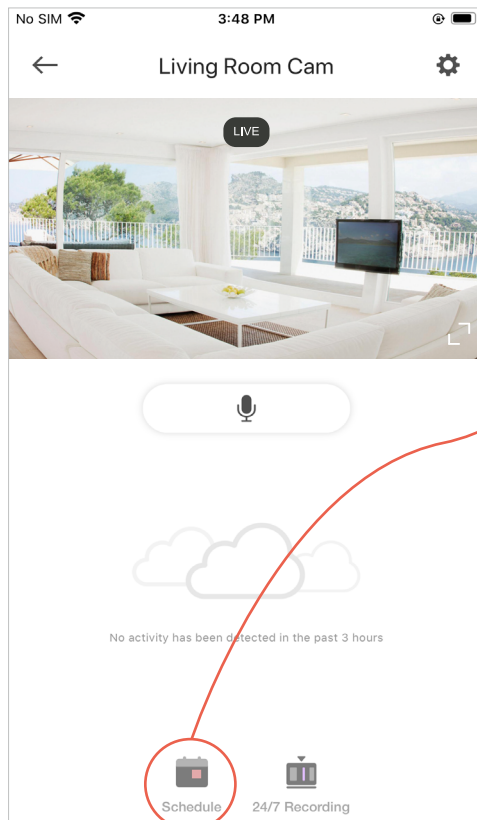 No SIM 3:48 PM
Living Room Cam
LIVE
No activity has been detected in the past 3 hours
Schedule 24/7 Recording